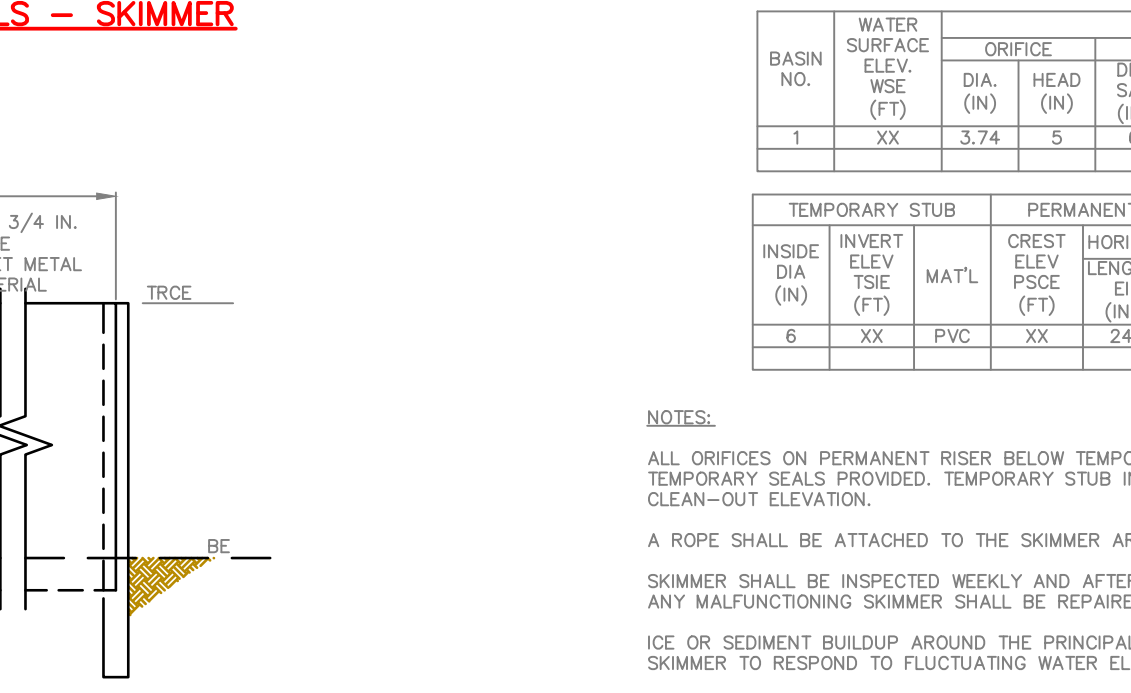 LS – SKIMMER
3/4 IN.
E
ET METAL
ERIAL
TRCE
BE
BASIN NO.
WATER SURFACE ELEV. WSE (FT)
ORIFICE
DIA. (IN)
HEAD (IN)
1 XX 3.74 5
TEMPORARY STUB PERMANENT
INSIDE DIA (IN)
INVERT ELEV TSIE (FT)
MAT'L
CREST ELEV PSCE (FT)
HORI
LENG
EI
(IN
6 XX PVC XX 24
NOTES:
ALL ORIFICES ON PERMANENT RISER BELOW TEMPO
TEMPORARY SEALS PROVIDED. TEMPORARY STUB IN
CLEAN–OUT ELEVATION.
A ROPE SHALL BE ATTACHED TO THE SKIMMER AR
SKIMMER SHALL BE INSPECTED WEEKLY AND AFTER
ANY MALFUNCTIONING SKIMMER SHALL BE REPAIRE
ICE OR SEDIMENT BUILDUP AROUND THE PRINCIPAL
SKIMMER TO RESPOND TO FLUCTUATING WATER EL